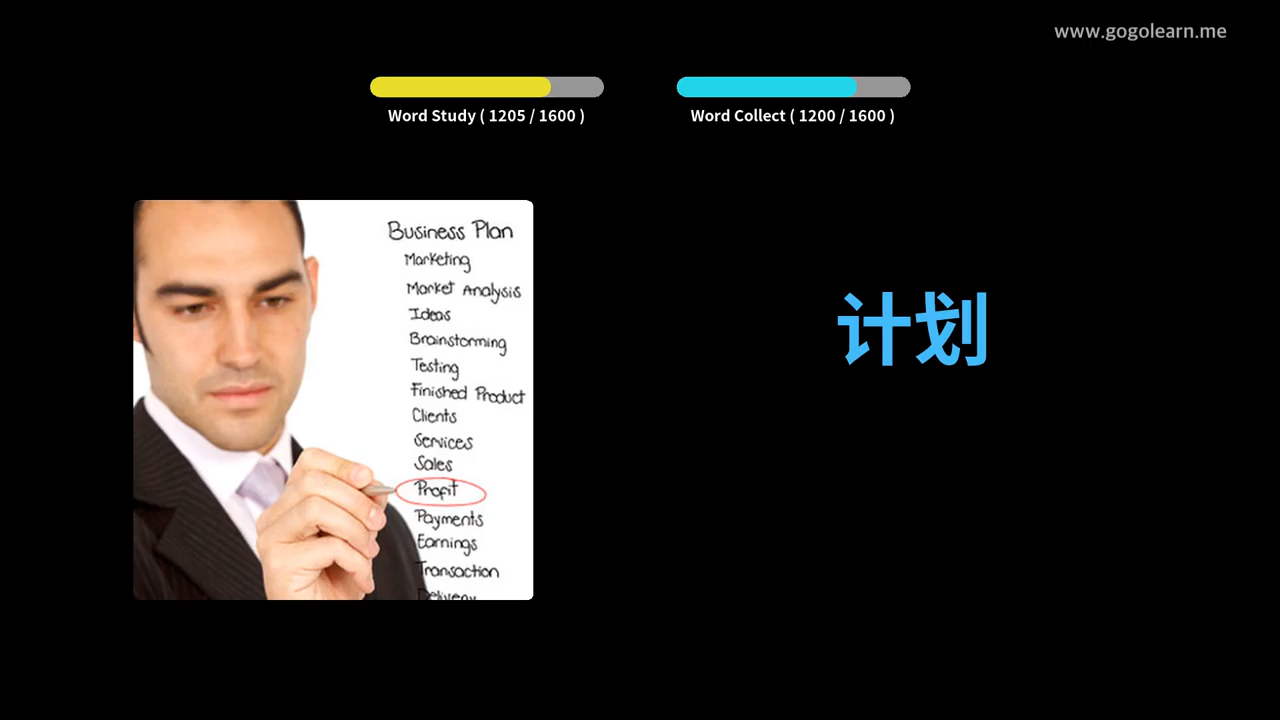 www.gogolearn.me
Word Study ( 1205 / 1600 )
Word Collect ( 1200 / 1600 )
Business Plan
Marketing
Market Analysis
Ideas
Brainstorming
Testing
Finished Product
Clients
Services
Sales
Profit
Payments
Earnings
Transaction
Delivery
计划